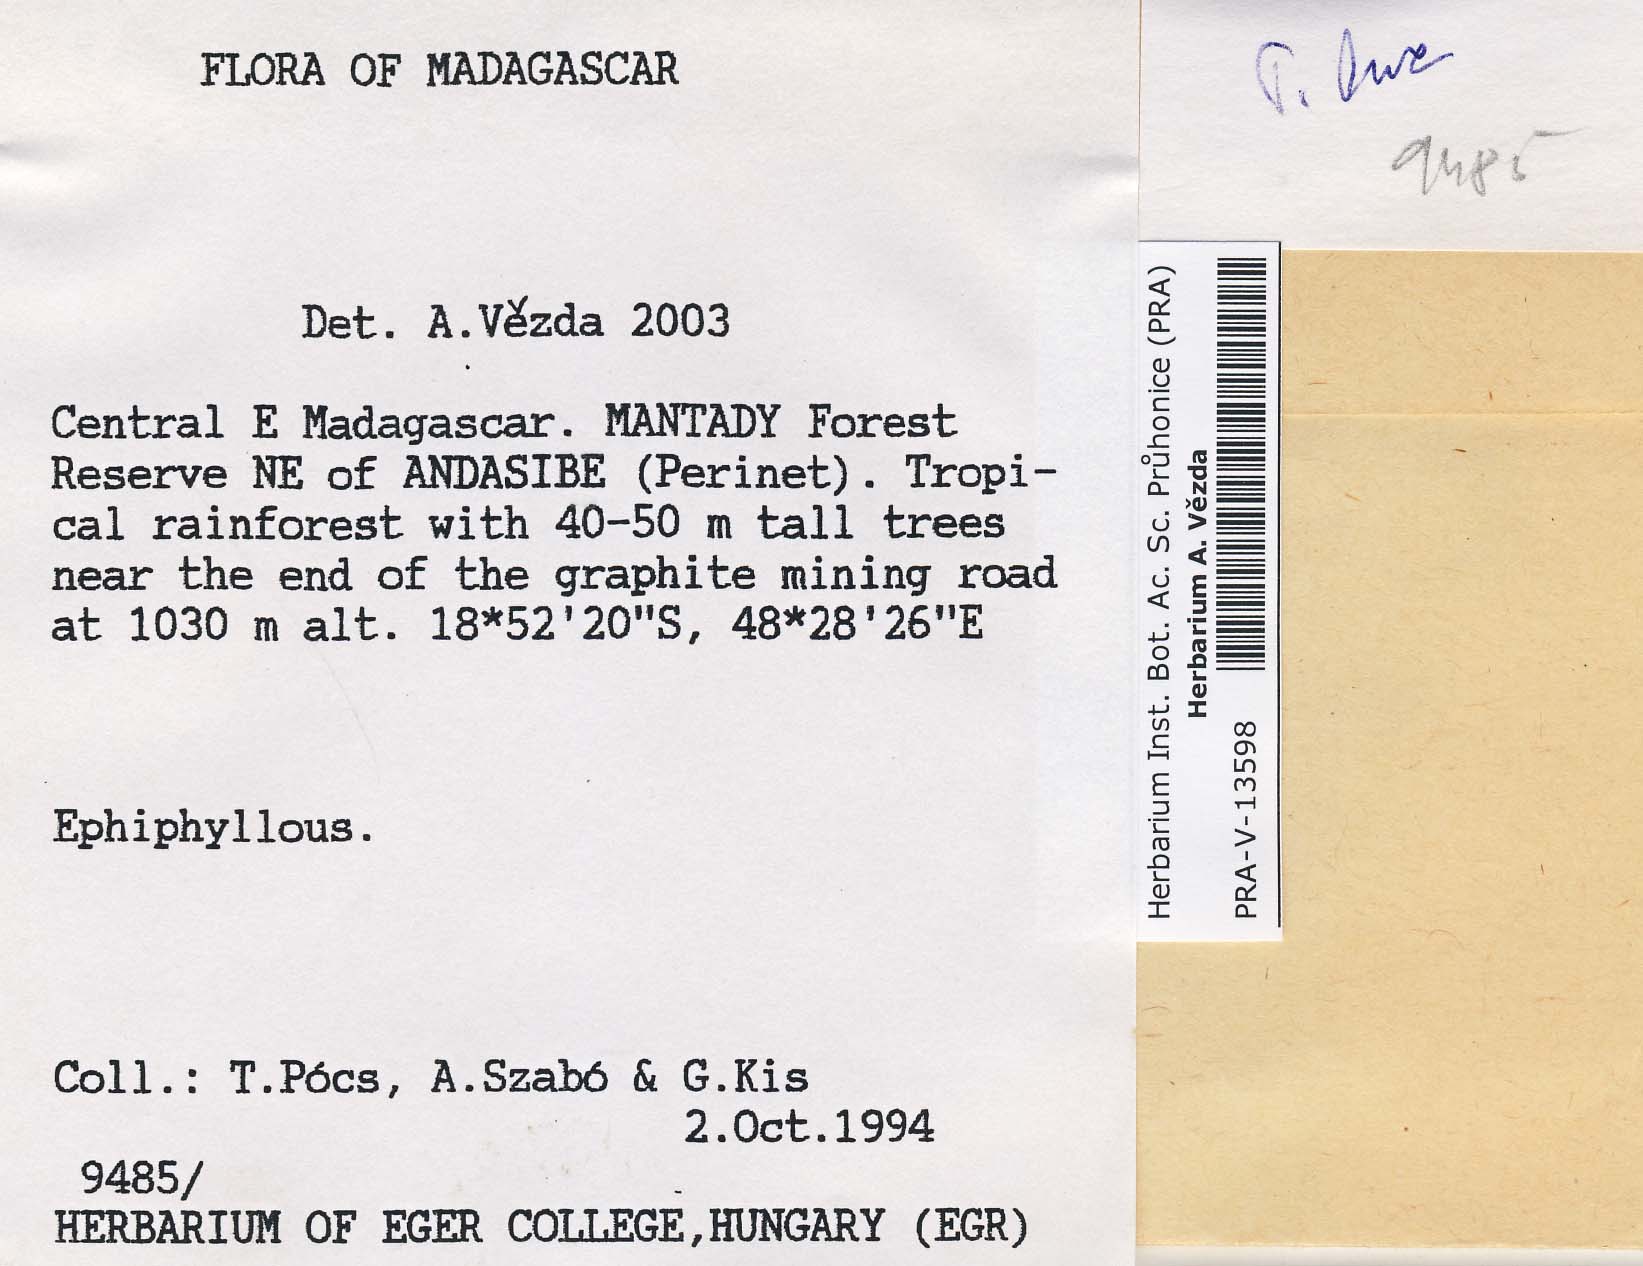 FLORA OF MADAGASCAR
Det. A.Vězda 2003
Central E Madagascar. MANTADY Forest
Reserve NE of ANDASIBE (Perinet). Tropi-
cal rainforest with 40-50 m tall trees
near the end of the graphite mining road
at 1030 m alt. 18*52'20"S, 48*28'26"E
Ephiphyllous.
Coll.: T.Pócs, A.Szabó & G.Kis
2.Oct.1994
9485/
HERBARIUM OF EGER COLLEGE,HUNGARY (EGR)
9485
Herbarium Inst. Bot. Ac. Sc. Průhonice (PRA)
Herbarium A. Vězda
PRA-V-13598